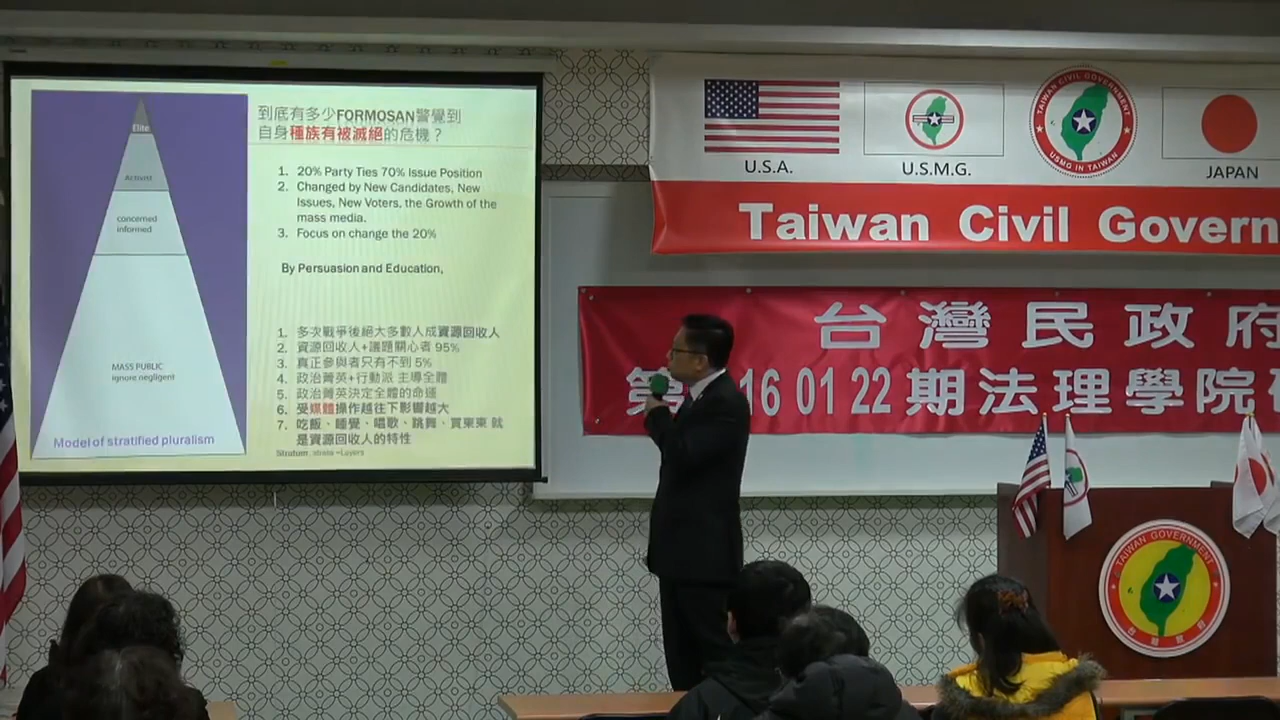 到底有多少FORMOSAN警覺到
自身種族有被滅絕的危機？
Elite
Activist
concerned
informed
MASS PUBLIC
ignore negligent
Model of stratified pluralism
1. 20% Party Ties 70% Issue Position
2. Changed by New Candidates, New
Issues, New Voters, the Growth of the
mass media.
3. Focus on change the 20%
By Persuasion and Education,
1. 多次戰爭後絕大多數人成資源回收人
2. 資源回收人+議題關心者 95%
3. 真正參與者只有不到 5%
4. 政治菁英+行動派 主導全體
5. 政治菁英決定全體的命運
6. 受媒體操作越往下影響越大
7. 吃飯、睡覺、唱歌、跳舞、買東東 就
是資源回收人的特性
Stratum, strata =Layers
U.S.A.
U.S.M.G.
TAIWAN CIVIL GOVERNMENT
USMG IN TAIWAN
JAPAN
Taiwan Civil Govern
台灣民政府
第 16 01 22 期法理學院
TAIWAN GOVERNMENT
台灣政府